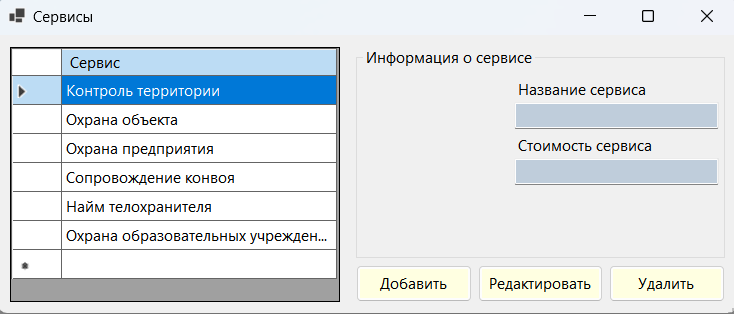 Сервисы
Сервис
Контроль территории
Охрана объекта
Охрана предприятия
Сопровождение конвоя
Найм телохранителя
Охрана образовательных учрежден...
Информация о сервисе
Название сервиса
Стоимость сервиса
Добавить
Редактировать
Удалить